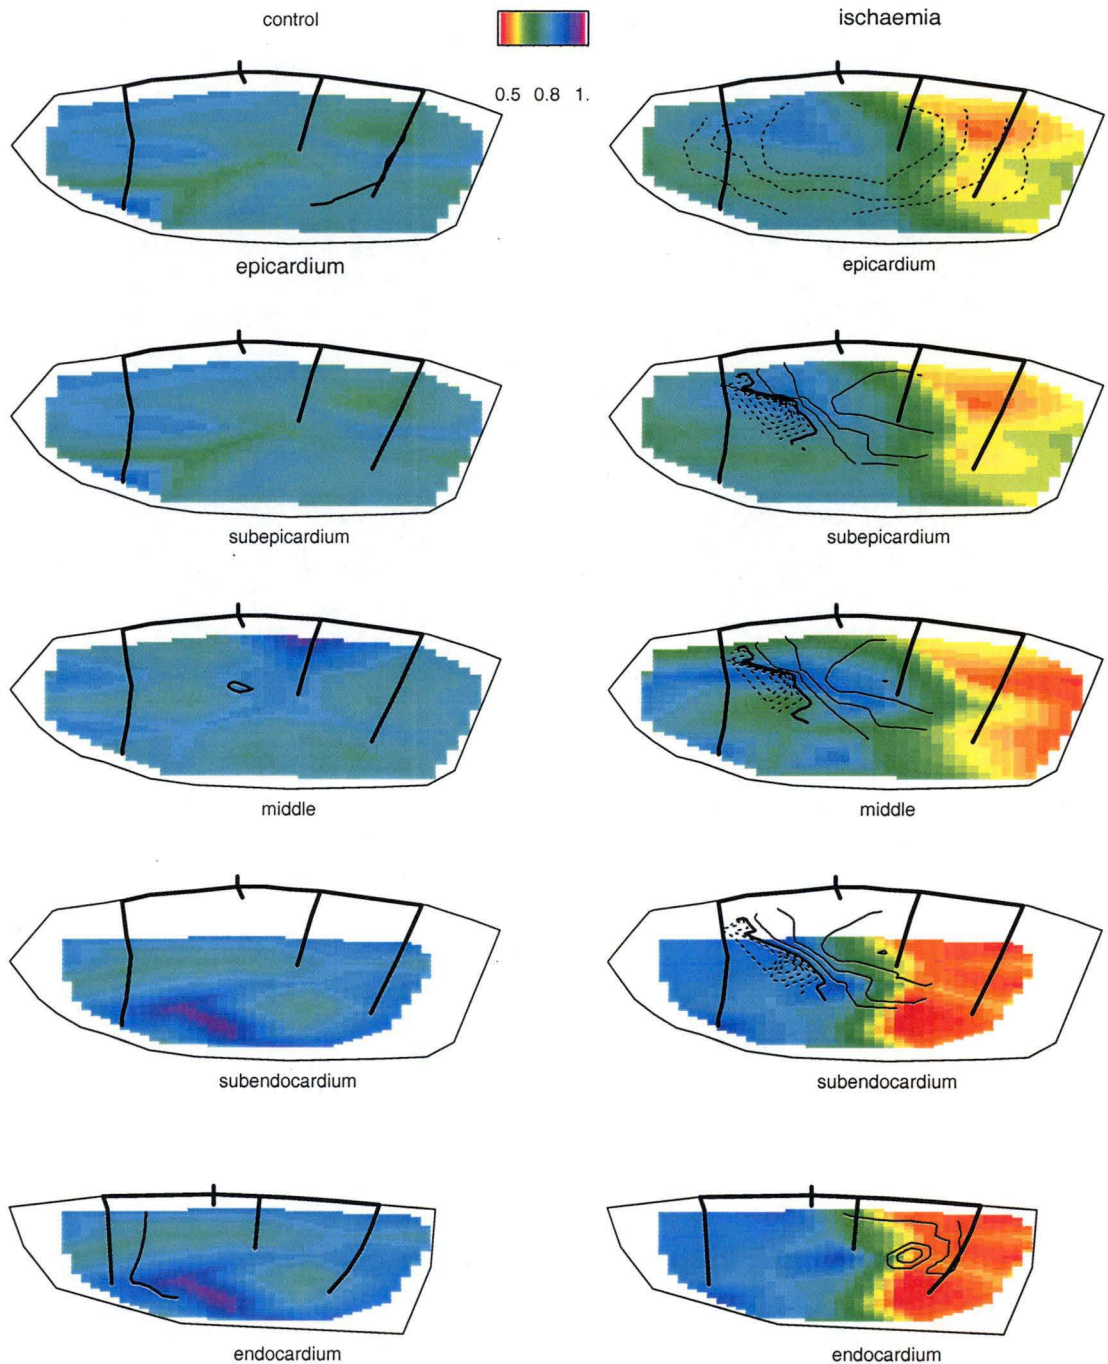 control
ischaemia
0.5 0.8 1.
epicardium
epicardium
subepicardium
subepicardium
middle
middle
subendocardium
subendocardium
endocardium
endocardium